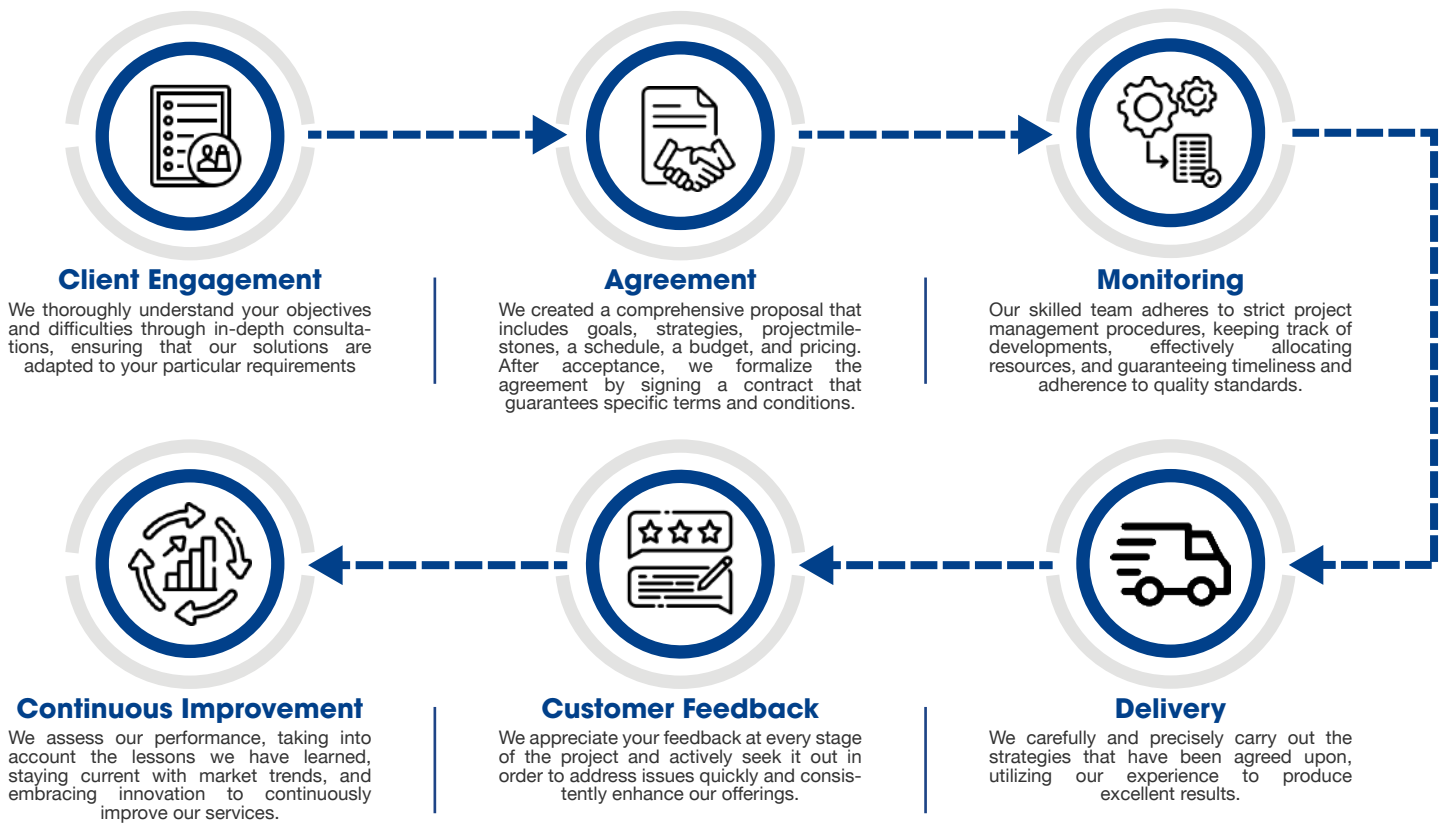 Client Engagement
We thoroughly understand your objectives
and difficulties through in-depth consulta-
tions, ensuring that our solutions are
adapted to your particular requirements
Agreement
We created a comprehensive proposal that
includes goals, strategies, projectmile-
stones, a schedule, a budget, and pricing.
After acceptance, we formalize the
agreement by signing a contract that
guarantees specific terms and conditions.
Monitoring
Our skilled team adheres to strict project
management procedures, keeping track of
developments, effectively allocating
resources, and guaranteeing timeliness and
adherence to quality standards.
Delivery
We carefully and precisely carry out the
strategies that have been agreed upon,
utilizing our experience to produce
excellent results.
Customer Feedback
We appreciate your feedback at every stage
of the project and actively seek it out in
order to address issues quickly and consis-
tently enhance our offerings.
Continuous Improvement
We assess our performance, taking into
account the lessons we have learned,
staying current with market trends, and
embracing innovation to continuously
improve our services.